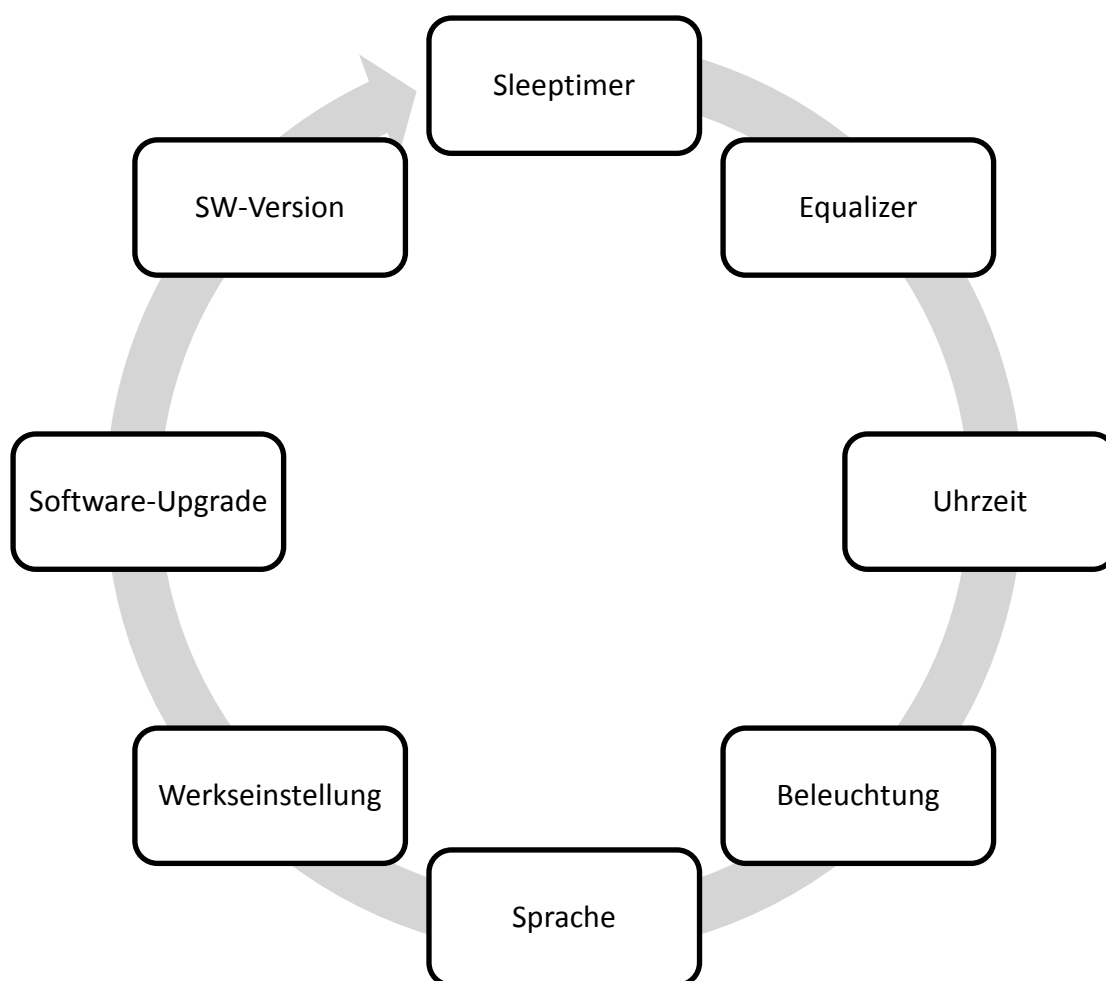 Sleeptimer
Equalizer
Uhrzeit
Beleuchtung
Sprache
Werkseinstellung
Software-Upgrade
SW-Version